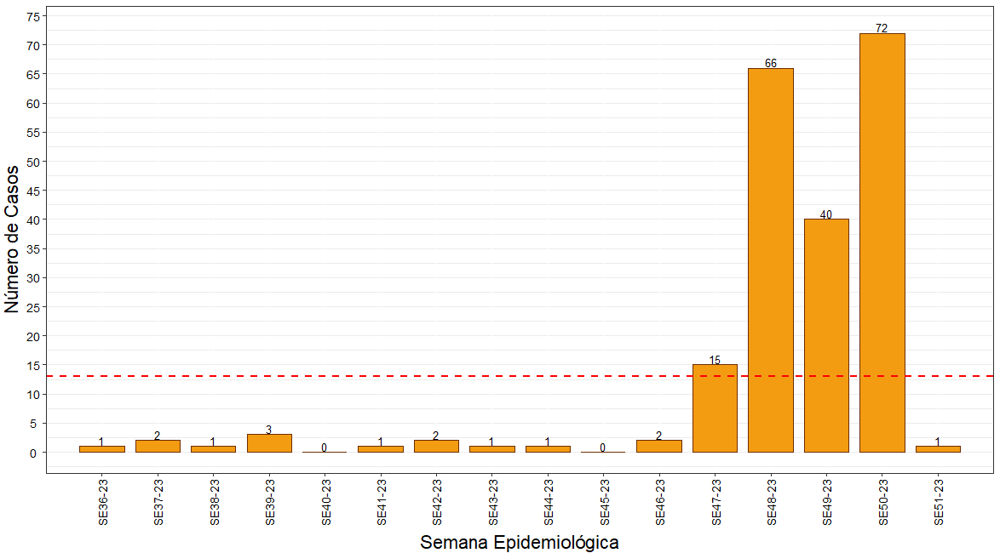 Número de Casos
75
70
65
60
55
50
45
40
35
30
25
20
15
10
5
0
1
2
1
3
0
1
2
1
1
0
2
15
66
40
72
1
SE36-23
SE37-23
SE38-23
SE39-23
SE40-23
SE41-23
SE42-23
SE43-23
SE44-23
SE45-23
SE46-23
SE47-23
SE48-23
SE49-23
SE50-23
SE51-23
Semana Epidemiológica